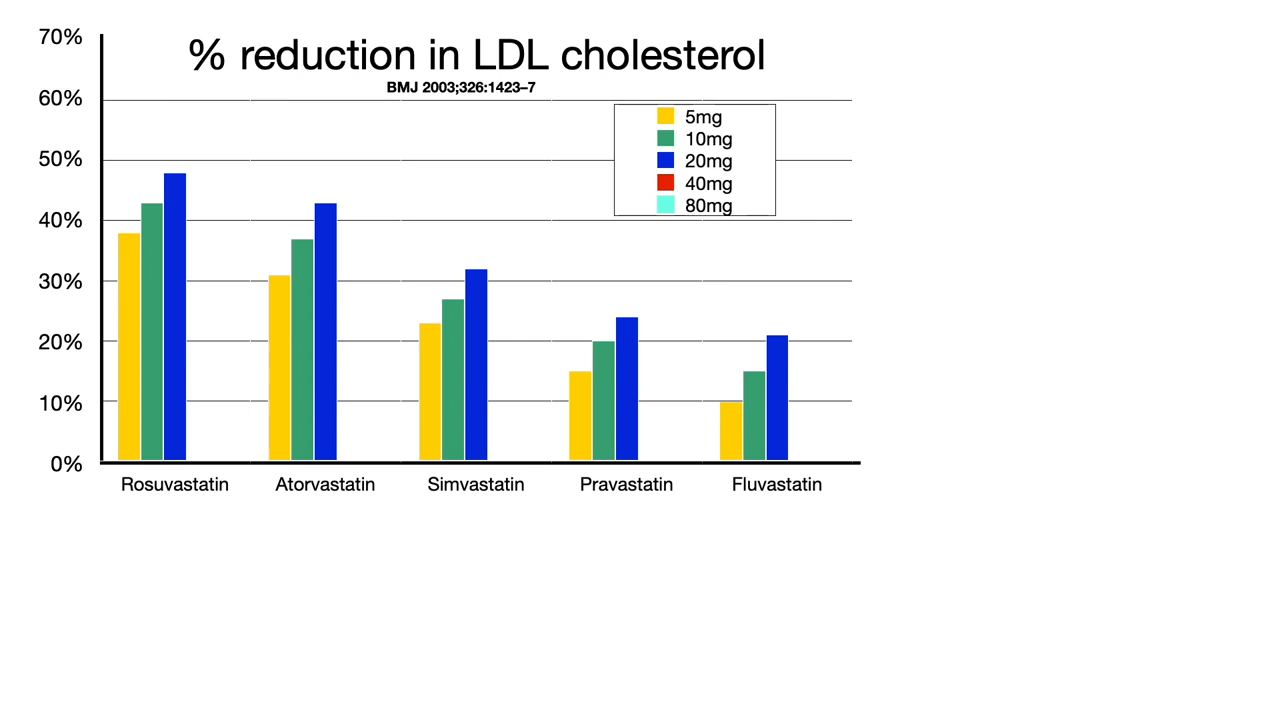 % reduction in LDL cholesterol
BMJ 2003;326:1423–7
70%
60%
50%
40%
30%
20%
10%
0%
5mg
10mg
20mg
40mg
80mg
Rosuvastatin Atorvastatin Simvastatin Pravastatin Fluvastatin